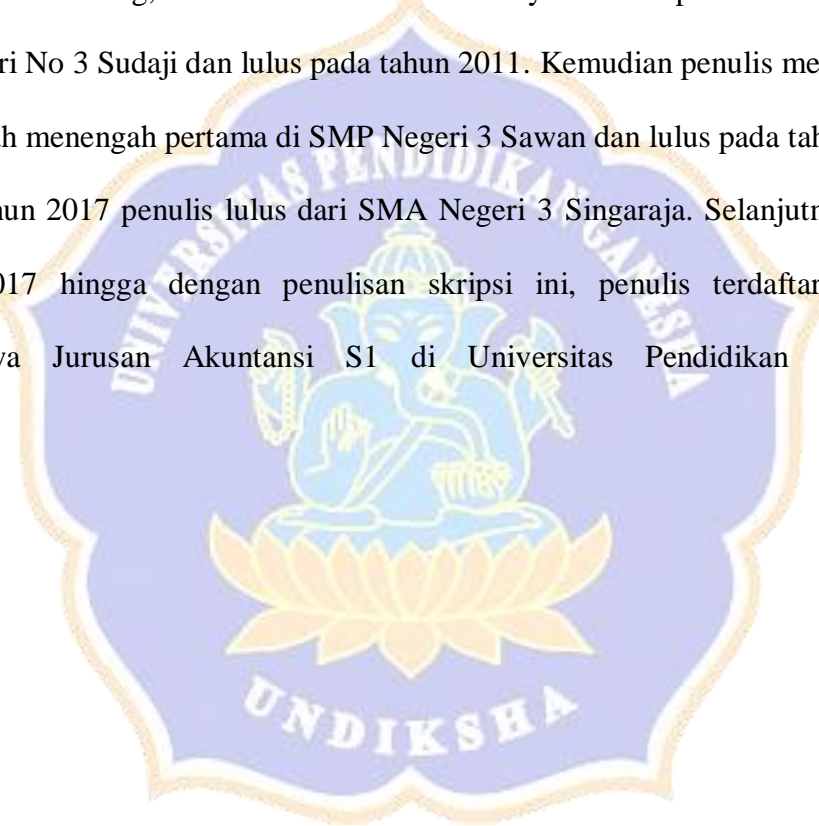 No 3 Sudaji dan lulus pada tahun 2011. Kemudian penulis
menengah pertama di SMP Negeri 3 Sawan dan lulus pada
2017 penulis lulus dari SMA Negeri 3 Singaraja.
hingga dengan penulisan skripsi ini, penulis
Jurusan Akuntansi S1 di Universitas Pendidikan
UNIVERSITAS PENDIDIKAN GANESHA
UNDIKSHA